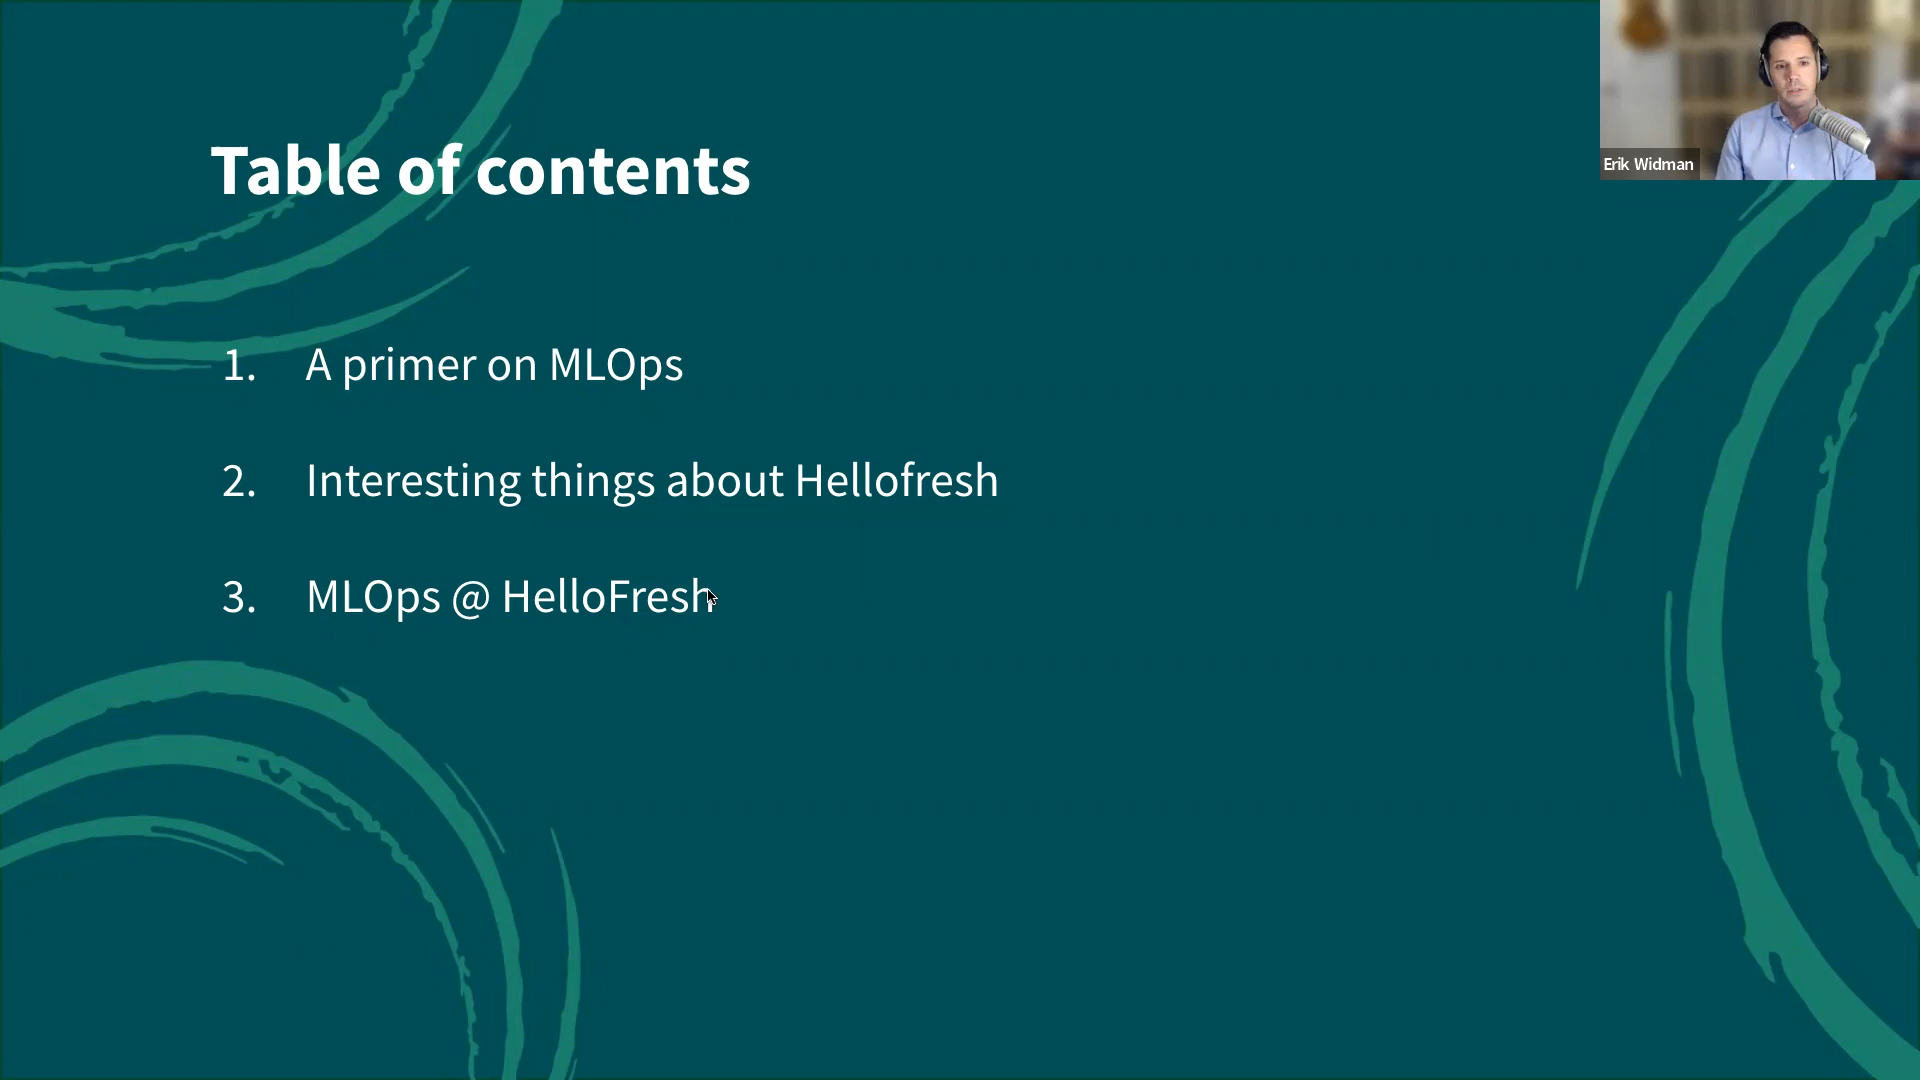 Table of contents
1. A primer on MLOps
2. Interesting things about Hellofresh
3. MLOps @ HelloFresh
Erik Widman